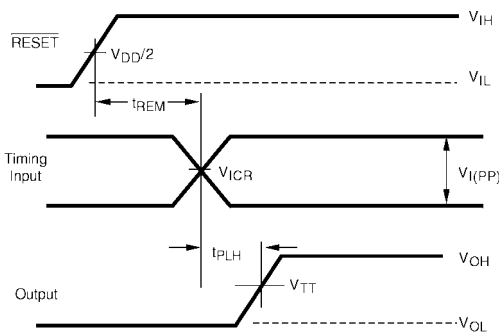 RESET
VIH
VDD/2
VIL
tREM
Timing
Input
VICR
VI(PP)
tPLH
VOH
Output
VTT
VOL